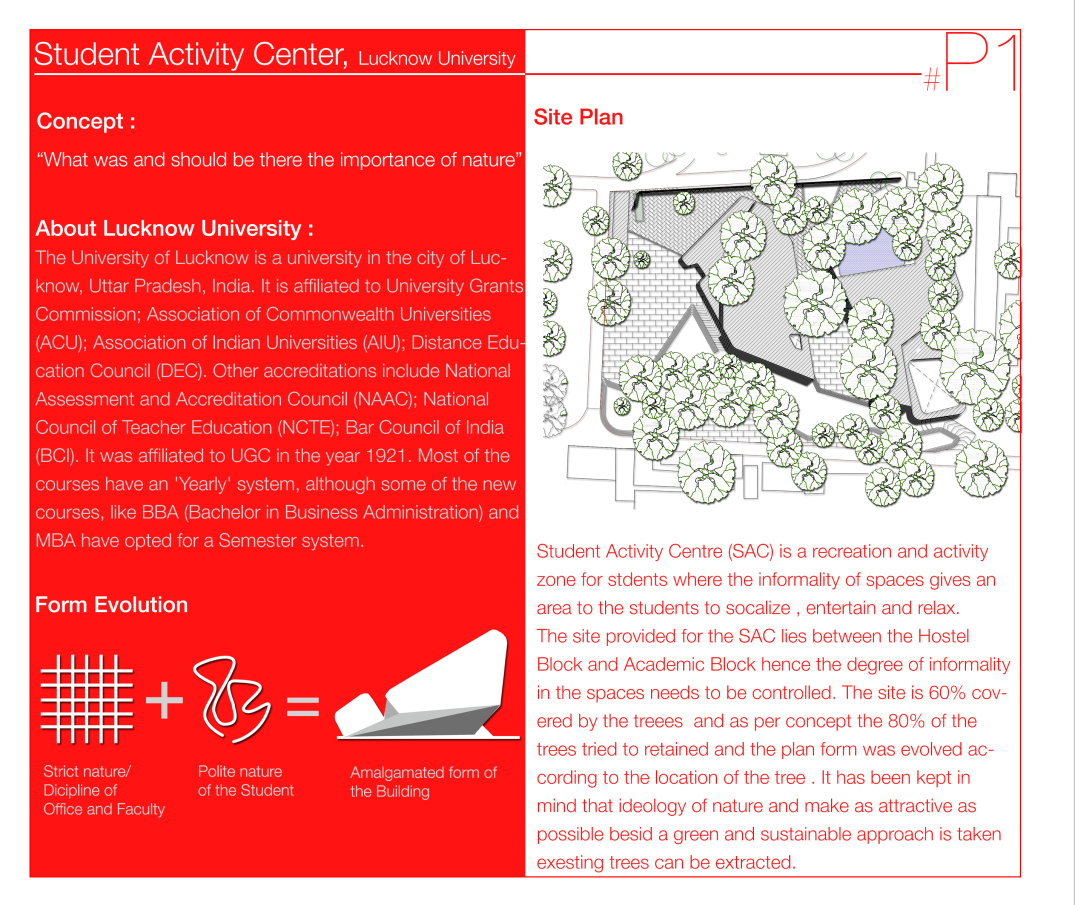 Student Activity Center, Lucknow University
#P1
Concept :
“What was and should be there the importance of nature”
About Lucknow University :
The University of Lucknow is a university in the city of Luc-
know, Uttar Pradesh, India. It is affiliated to University Grants
Commission; Association of Commonwealth Universities
(ACU); Association of Indian Universities (AIU); Distance Edu-
cation Council (DEC). Other accreditations include National
Assessment and Accreditation Council (NAAC); National
Council of Teacher Education (NCTE); Bar Council of India
(BCI). It was affiliated to UGC in the year 1921. Most of the
courses have an 'Yearly' system, although some of the new
courses, like BBA (Bachelor in Business Administration) and
MBA have opted for a Semester system.
Form Evolution
+
=
Strict nature/
Dicipline of
Office and Faculty
Polite nature
of the Student
Amalgamated form of
the Building
Site Plan
Student Activity Centre (SAC) is a recreation and activity
zone for stdents where the informality of spaces gives an
area to the students to socalize , entertain and relax.
The site provided for the SAC lies between the Hostel
Block and Academic Block hence the degree of informality
in the spaces needs to be controlled. The site is 60% cov-
ered by the treees and as per concept the 80% of the
trees tried to retained and the plan form was evolved ac-
cording to the location of the tree . It has been kept in
mind that ideology of nature and make as attractive as
possible besid a green and sustainable approach is taken
exesting trees can be extracted.